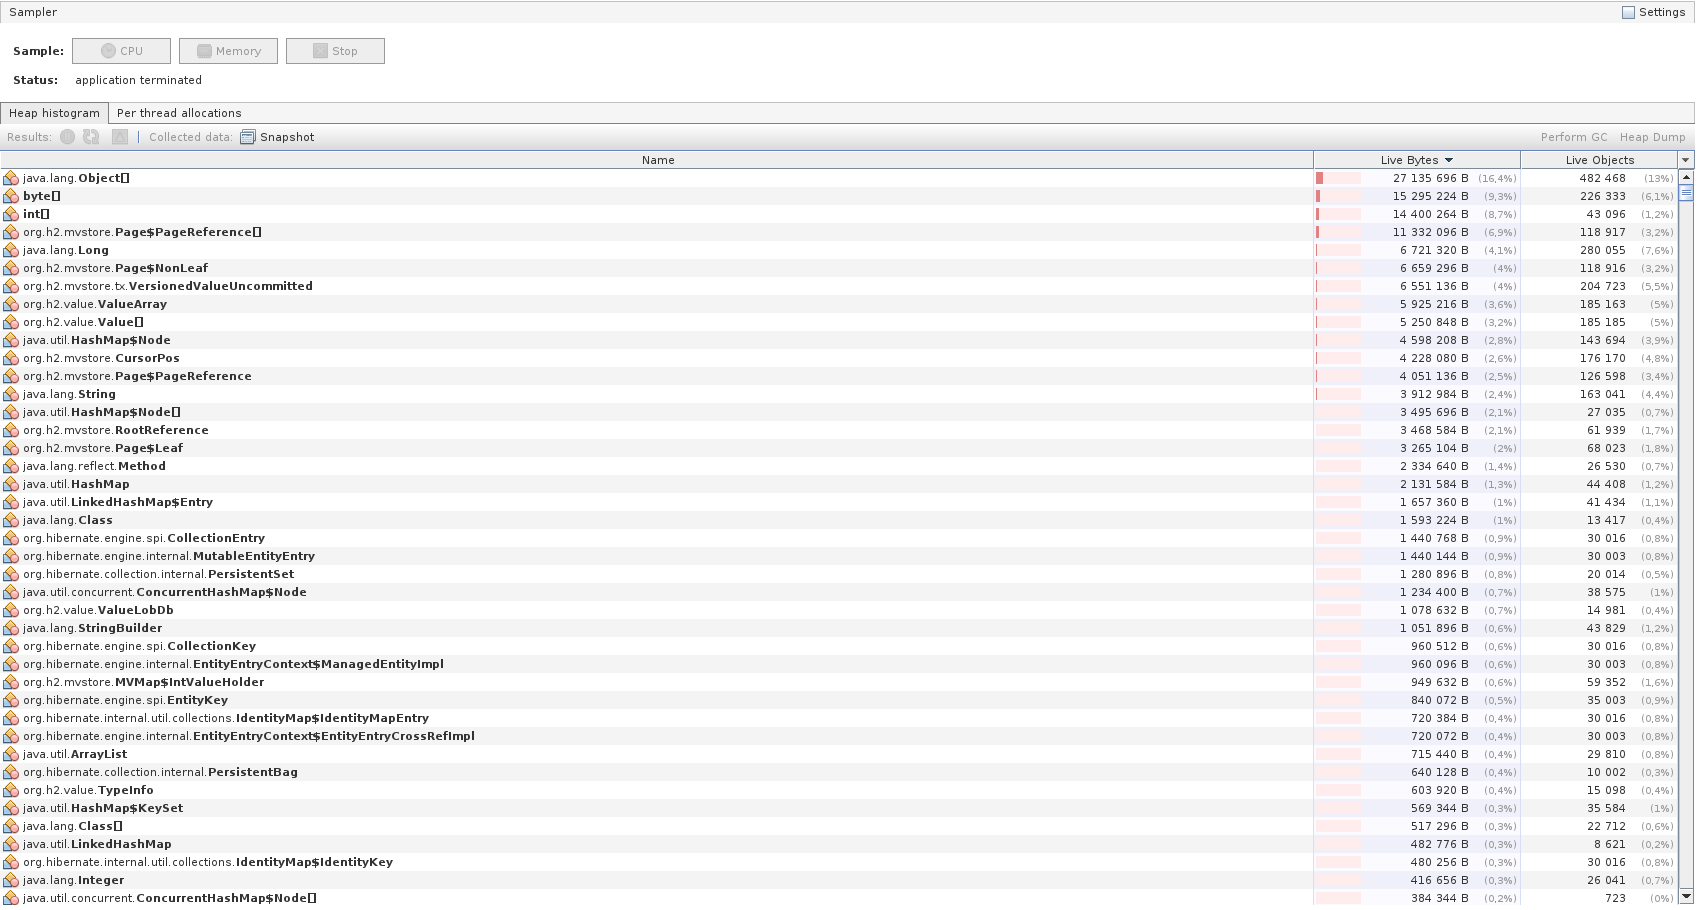 Sampler Settings
Sample: CPU Memory Stop
Status: application terminated
Heap histogram Per thread allocations
Results: Collected data: Snapshot Perform GC Heap Dump
Name Live Bytes Live Objects
java.lang.Object[] 27 135 696 B (16,4%) 482 468 (13%)
byte[] 15 295 224 B (9,3%) 226 333 (6,1%)
int[] 14 400 264 B (8,7%) 43 096 (1,2%)
org.h2.mvstore.Page$PageReference[] 11 332 096 B (6,9%) 118 917 (3,2%)
java.lang.Long 6 721 320 B (4,1%) 280 055 (7,6%)
org.h2.mvstore.Page$NonLeaf 6 659 296 B (4%) 118 916 (3,2%)
org.h2.mvstore.tx.VersionedValueUncommitted 6 551 136 B (4%) 204 723 (5,5%)
org.h2.value.ValueArray 5 925 216 B (3,6%) 185 163 (5%)
org.h2.value.Value[] 5 250 848 B (3,2%) 185 185 (5%)
java.util.HashMap$Node 4 598 208 B (2,8%) 143 694 (3,9%)
org.h2.mvstore.CursorPos 4 228 080 B (2,6%) 176 170 (4,8%)
org.h2.mvstore.Page$PageReference 4 051 136 B (2,5%) 126 598 (3,4%)
java.lang.String 3 912 984 B (2,4%) 163 041 (4,4%)
java.util.HashMap$Node[] 3 495 696 B (2,1%) 27 035 (0,7%)
org.h2.mvstore.RootReference 3 468 584 B (2,1%) 61 939 (1,7%)
org.h2.mvstore.Page$Leaf 3 265 104 B (2%) 68 023 (1,8%)
java.lang.reflect.Method 2 334 640 B (1,4%) 26 530 (0,7%)
java.util.HashMap 2 131 584 B (1,3%) 44 408 (1,2%)
java.util.LinkedHashMap$Entry 1 657 360 B (1%) 41 434 (1,1%)
java.lang.Class 1 593 224 B (1%) 13 417 (0,4%)
org.hibernate.engine.spi.CollectionEntry 1 440 768 B (0,9%) 30 016 (0,8%)
org.hibernate.engine.internal.MutableEntityEntry 1 440 144 B (0,9%) 30 003 (0,8%)
org.hibernate.collection.internal.PersistentSet 1 280 896 B (0,8%) 20 014 (0,5%)
java.util.concurrent.ConcurrentHashMap$Node 1 234 400 B (0,7%) 38 575 (1%)
org.h2.value.ValueLobDb 1 078 632 B (0,7%) 14 981 (0,4%)
java.lang.StringBuilder 1 051 896 B (0,6%) 43 829 (1,2%)
org.hibernate.engine.spi.CollectionKey 960 512 B (0,6%) 30 016 (0,8%)
org.hibernate.engine.internal.EntityEntryContext$ManagedEntityImpl 960 096 B (0,6%) 30 003 (0,8%)
org.h2.mvstore.MVMap$IntValueHolder 949 632 B (0,6%) 59 352 (1,6%)
org.hibernate.engine.spi.EntityKey 840 072 B (0,5%) 35 003 (0,9%)
org.hibernate.internal.util.collections.IdentityMap$IdentityMapEntry 720 384 B (0,4%) 30 016 (0,8%)
org.hibernate.engine.internal.EntityEntryContext$EntityEntryCrossRefImpl 720 072 B (0,4%) 30 003 (0,8%)
java.util.ArrayList 715 440 B (0,4%) 29 810 (0,8%)
org.hibernate.collection.internal.PersistentBag 640 128 B (0,4%) 10 002 (0,3%)
org.h2.value.TypeInfo 603 920 B (0,4%) 15 098 (0,4%)
java.util.HashMap$KeySet 569 344 B (0,3%) 35 584 (1%)
java.lang.Class[] 517 296 B (0,3%) 22 712 (0,6%)
java.util.LinkedHashMap 482 776 B (0,3%) 8 621 (0,2%)
org.hibernate.internal.util.collections.IdentityMap$IdentityKey 480 256 B (0,3%) 30 016 (0,8%)
java.lang.Integer 416 656 B (0,3%) 26 041 (0,7%)
java.util.concurrent.ConcurrentHashMap$Node[] 384 344 B (0,2%) 723 (0%)